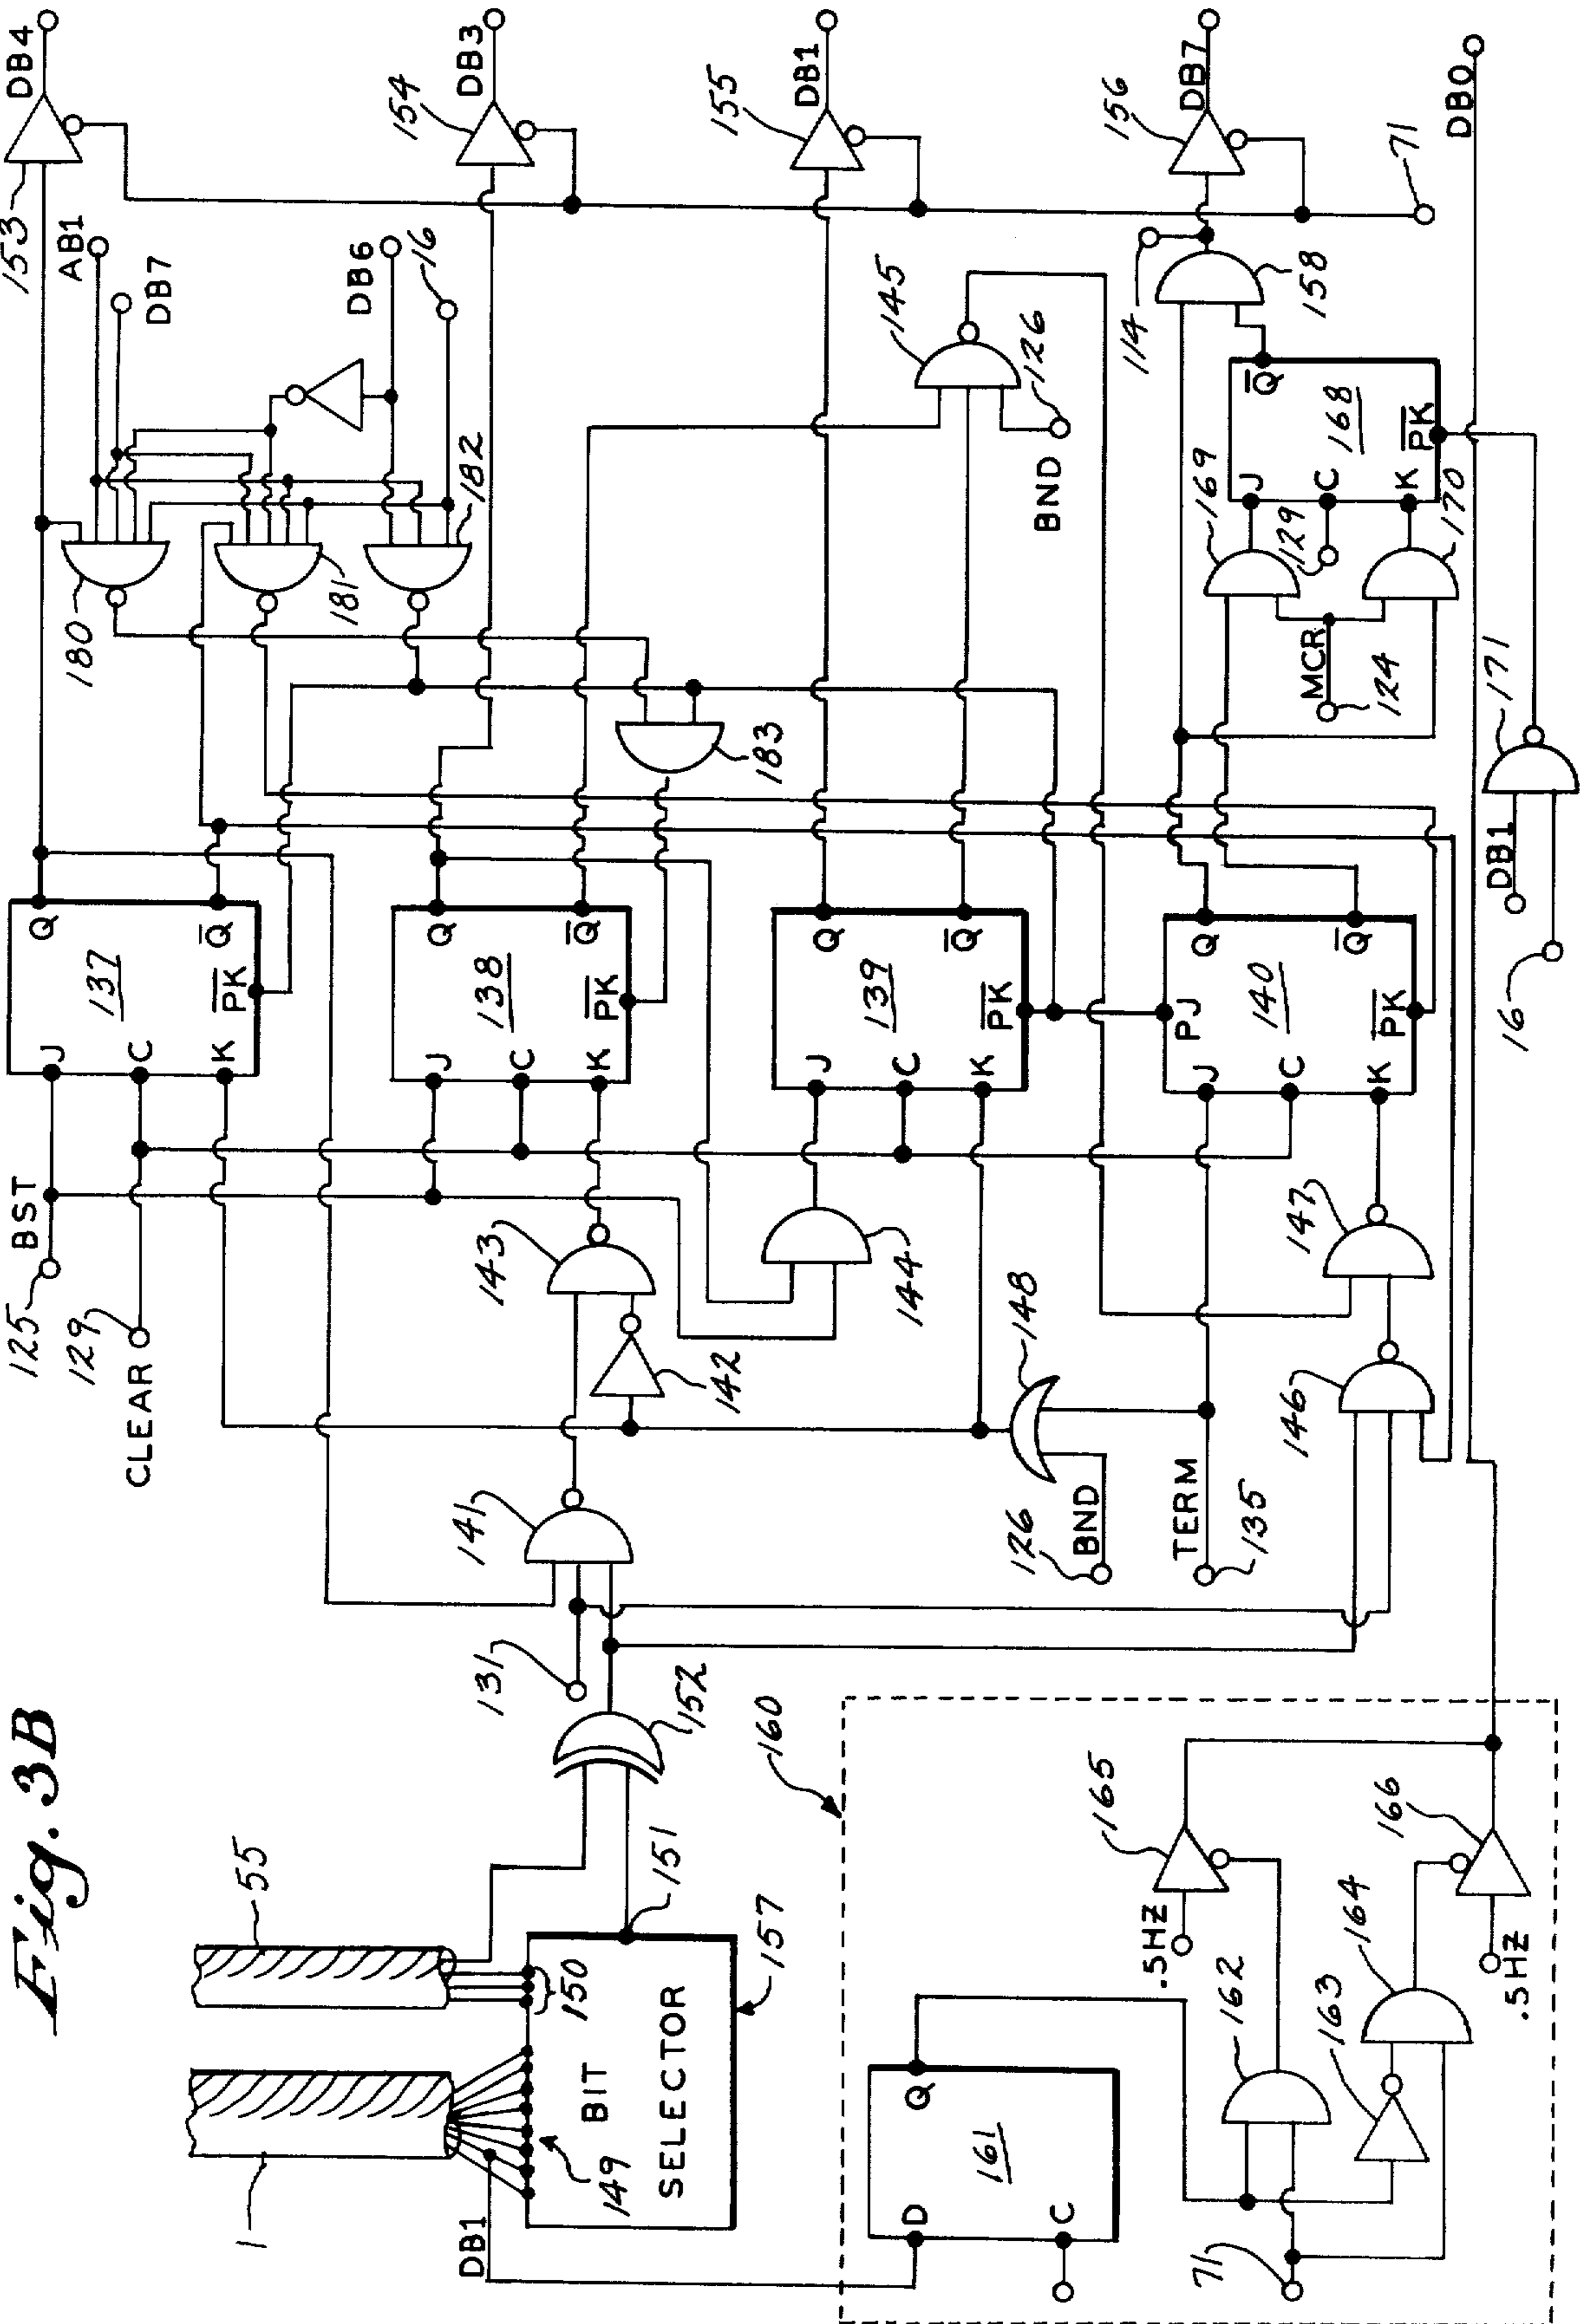 Fig. 3B
DB4
DB3
DB1
DB7
DB0
153
154
155
156
AB1
DB7
DB6
16
71
180
181
182
145
126
BND
114
158
183
Q
Q
PK
137
J
C
K
Q
Q
PK
138
J
C
K
Q
Q
PK
139
J
C
K
Q
Q
PJ
PK
140
J
C
K
Q
PK
168
J
C
K
169
129
170
MCR
124
171
DB1
16
BST
125
129
CLEAR
143
142
144
148
147
146
141
131
152
126
BND
TERM
135
55
1
151
150
149
157
BIT
SELECTOR
DB1
160
161
D
C
Q
165
.5HZ
162
163
164
166
.5HZ
71